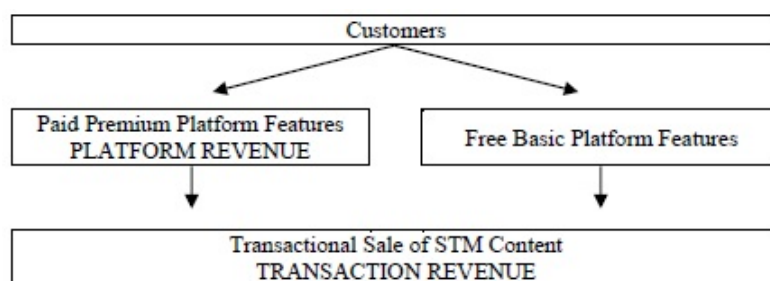 Customers
Paid Premium Platform Features
PLATFORM REVENUE
Free Basic Platform Features
Transactional Sale of STM Content
TRANSACTION REVENUE